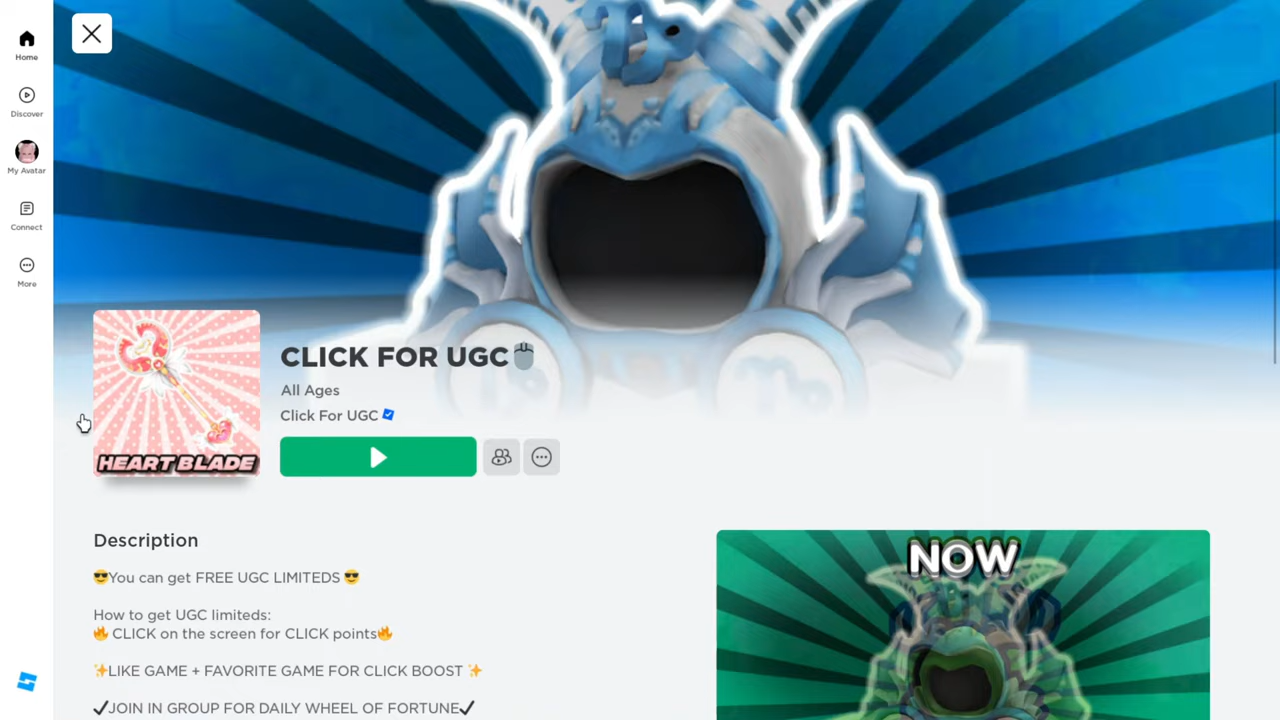 Home
Discover
My Avatar
Connect
More
HEART BLADE
CLICK FOR UGC🖱️
All Ages
Click For UGC
Description
😎You can get FREE UGC LIMITEDS 😎
How to get UGC limiteds:
🔥 CLICK on the screen for CLICK points🔥
✨LIKE GAME + FAVORITE GAME FOR CLICK BOOST ✨
✔JOIN IN GROUP FOR DAILY WHEEL OF FORTUNE✔
NOW